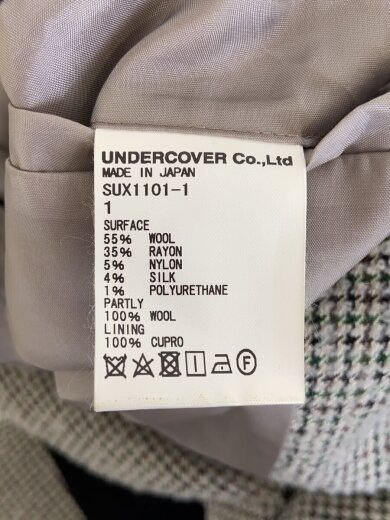 UNDERCOVER Co.,Ltd
MADE IN JAPAN
SUX1101-1
1
SURFACE
55% WOOL
35% RAYON
5% NYLON
4% SILK
1% POLYURETHANE
PARTLY
100% WOOL
LINING
100% CUPRO
F